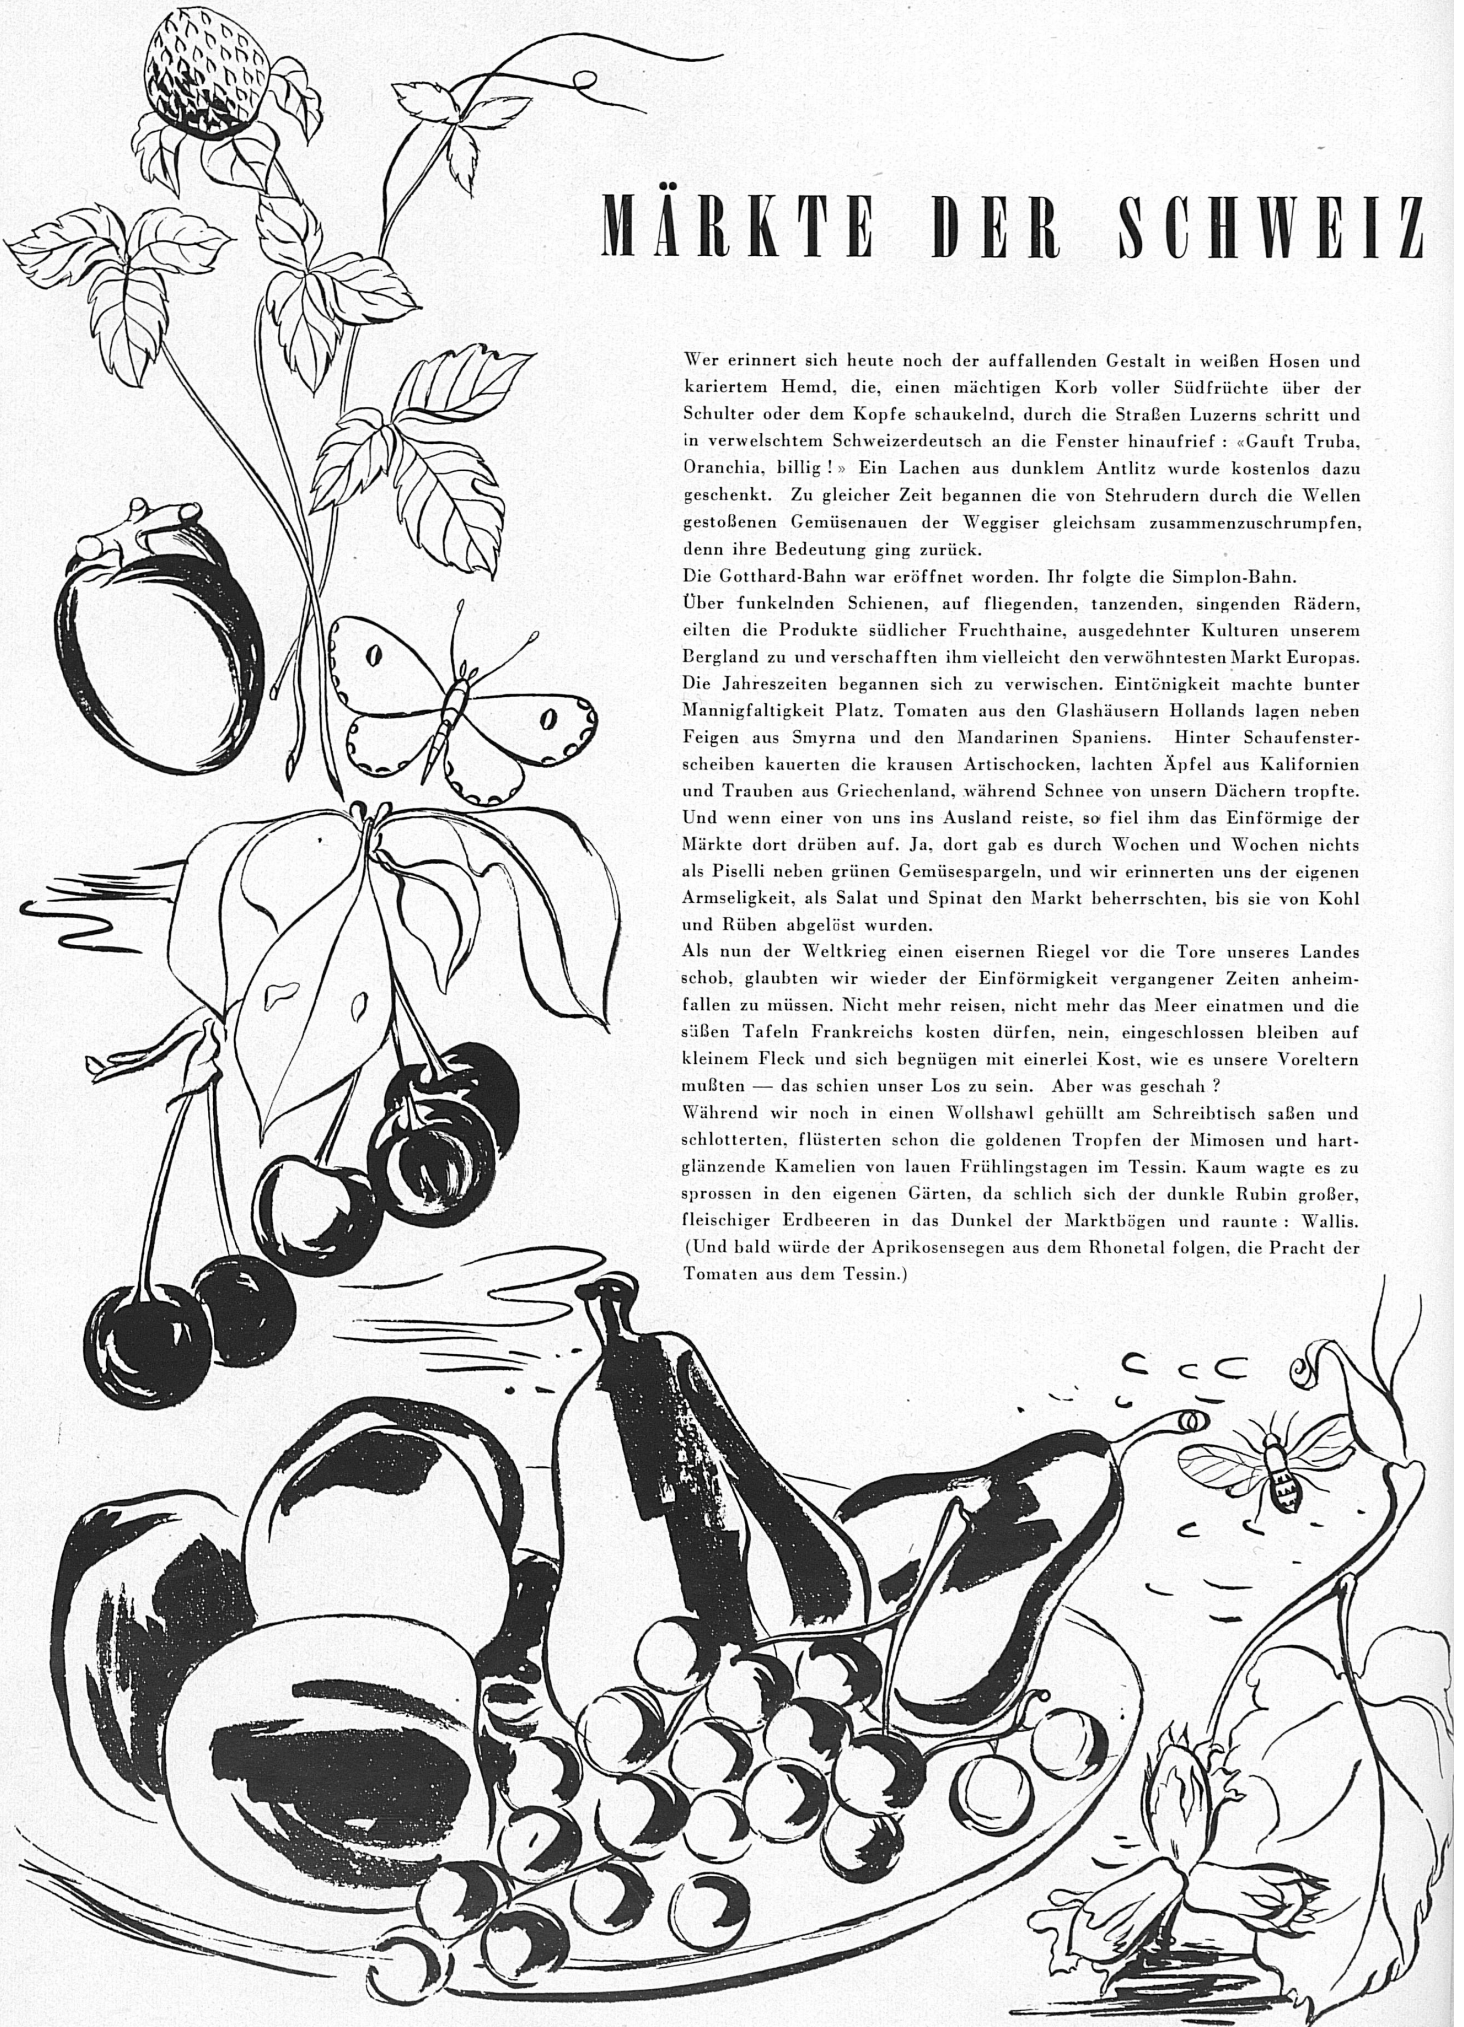 MÄRKTE DER SCHWEIZ
Wer erinnert sich heute noch der auffallenden Gestalt in weißen Hosen und
kariertem Hemd, die, einen mächtigen Korb voller Südfrüchte über der
Schulter oder dem Kopfe schaukelnd, durch die Straßen Luzerns schritt und
in verwelschtem Schweizerdeutsch an die Fenster hinaufrief : «Gauft Truba,
Oranchia, billig ! » Ein Lachen aus dunklem Antlitz wurde kostenlos dazu
geschenkt. Zu gleicher Zeit begannen die von Stehrudern durch die Wellen
gestoßenen Gemüsenauen der Weggiser gleichsam zusammenzuschrumpfen,
denn ihre Bedeutung ging zurück.
Die Gotthard-Bahn war eröffnet worden. Ihr folgte die Simplon-Bahn.
Über funkelnden Schienen, auf fliegenden, tanzenden, singenden Rädern,
eilten die Produkte südlicher Fruchthaine, ausgedehnter Kulturen unserem
Bergland zu und verschafften ihm vielleicht den verwöhntesten Markt Europas.
Die Jahreszeiten begannen sich zu verwischen. Eintönigkeit machte bunter
Mannigfaltigkeit Platz. Tomaten aus den Glashäusern Hollands lagen neben
Feigen aus Smyrna und den Mandarinen Spaniens. Hinter Schaufenster-
scheiben kauerten die krausen Artischocken, lachten Äpfel aus Kalifornien
und Trauben aus Griechenland, während Schnee von unsern Dächern tropfte.
Und wenn einer von uns ins Ausland reiste, so fiel ihm das Einförmige der
Märkte dort drüben auf. Ja, dort gab es durch Wochen und Wochen nichts
als Piselli neben grünen Gemüsespargeln, und wir erinnerten uns der eigenen
Armseligkeit, als Salat und Spinat den Markt beherrschten, bis sie von Kohl
und Rüben abgelöst wurden.
Als nun der Weltkrieg einen eisernen Riegel vor die Tore unseres Landes
schob, glaubten wir wieder der Einförmigkeit vergangener Zeiten anheim-
fallen zu müssen. Nicht mehr reisen, nicht mehr das Meer einatmen und die
süßen Tafeln Frankreichs kosten dürfen, nein, eingeschlossen bleiben auf
kleinem Fleck und sich begnügen mit einerlei Kost, wie es unsere Voreltern
mußten — das schien unser Los zu sein. Aber was geschah ?
Während wir noch in einen Wollshawl gehüllt am Schreibtisch saßen und
schlotterten, flüsterten schon die goldenen Tropfen der Mimosen und hart-
glänzende Kamelien von lauen Frühlingstagen im Tessin. Kaum wagte es zu
sprossen in den eigenen Gärten, da schlich sich der dunkle Rubin großer,
fleischiger Erdbeeren in das Dunkel der Marktbögen und raunte : Wallis.
(Und bald würde der Aprikosensegen aus dem Rhonetal folgen, die Pracht der
Tomaten aus dem Tessin.)